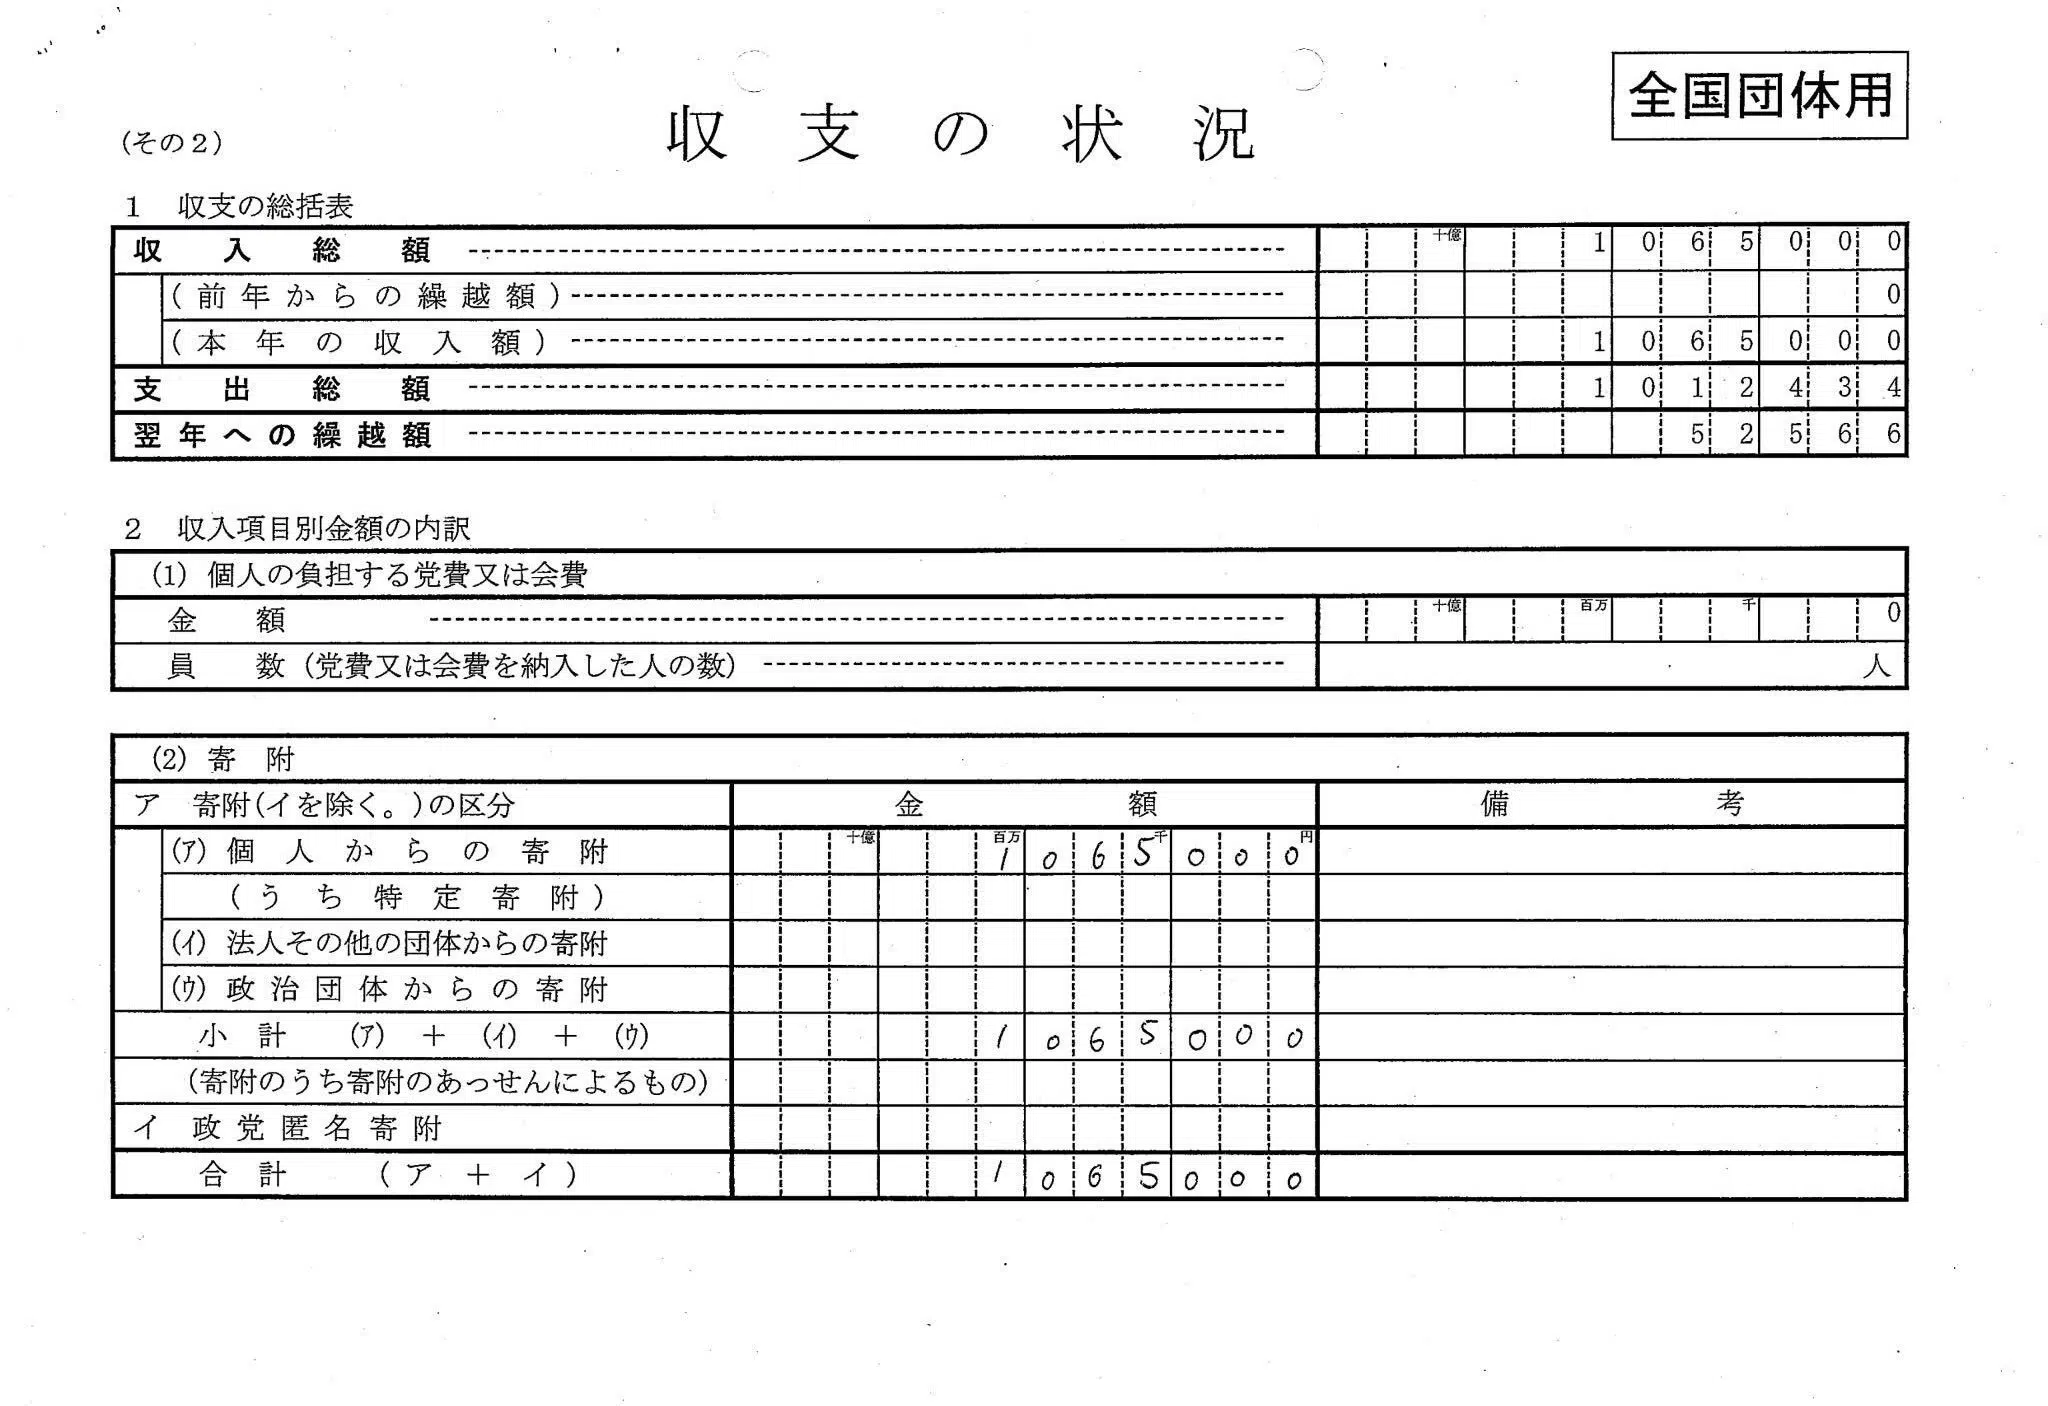 全国団体用
(その2)
収支の状況
1 収支の総括表
収入総額 十億 1065000
(前年からの繰越額) 0
(本年の収入額) 1065000
支出総額 1012434
翌年への繰越額 52566
2 収入項目別金額の内訳
(1) 個人の負担する党費又は会費
金額 十億 百万 千 0
員数 (党費又は会費を納入した人の数) 人
(2) 寄附
ア 寄附(イを除く。)の区分 金額 備考
(ｱ) 個人からの寄附 十億 百万 千 円 1065000
(うち特定寄附)
(ｲ) 法人その他の団体からの寄附
(ｳ) 政治団体からの寄附
小計 (ｱ) + (ｲ) + (ｳ) 1065000
(寄附のうち寄附のあっせんによるもの)
イ 政党匿名寄附
合計 (ア + イ) 1065000